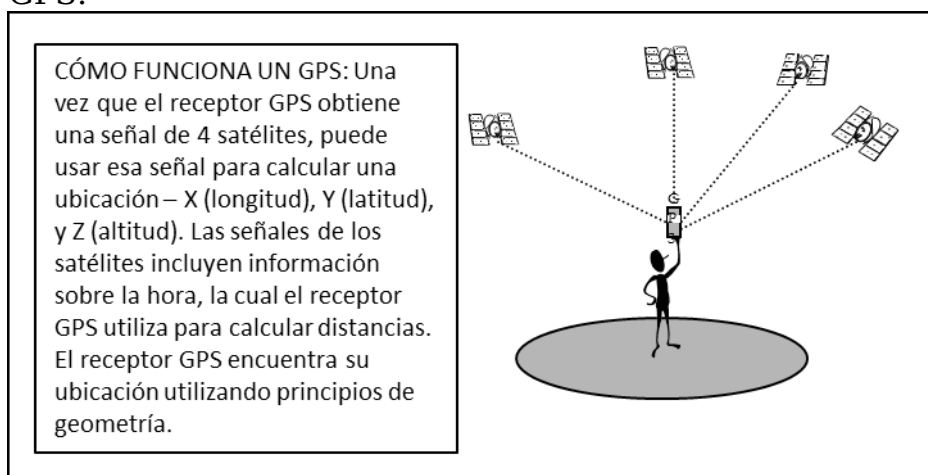 GPS.
CÓMO FUNCIONA UN GPS: Una
vez que el receptor GPS obtiene
una señal de 4 satélites, puede
usar esa señal para calcular una
ubicación – X (longitud), Y (latitud),
y Z (altitud). Las señales de los
satélites incluyen información
sobre la hora, la cual el receptor
GPS utiliza para calcular distancias.
El receptor GPS encuentra su
ubicación utilizando principios de
geometría.
G
P
S